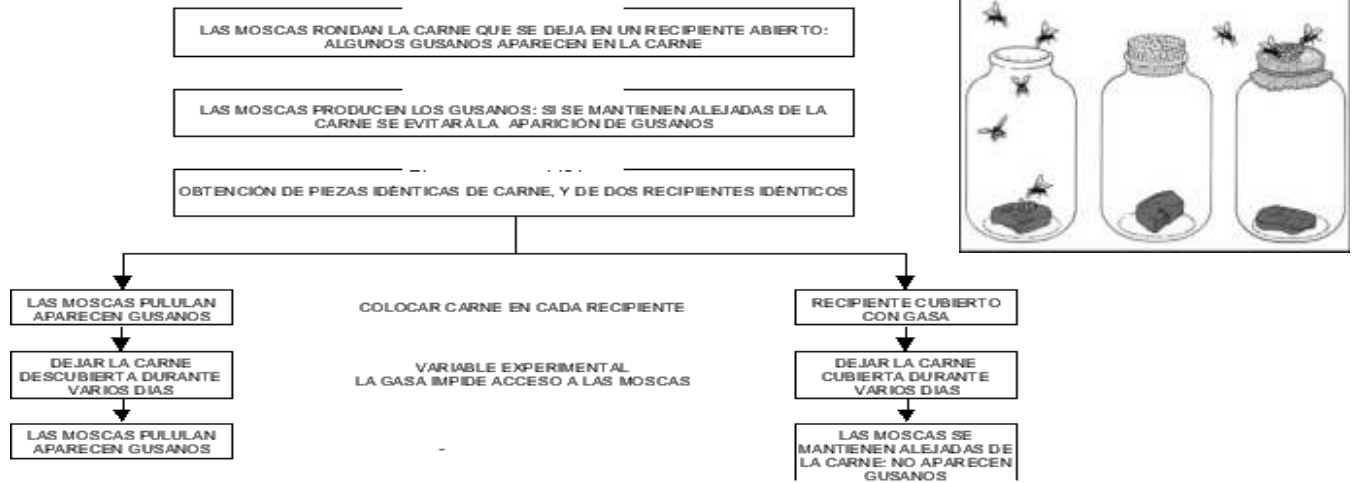 LAS MOSCAS RONDAN LA CARNE QUE SE DEJA EN UN RECIPIENTE ABIERTO:
ALGUNOS GUSANOS APARECEN EN LA CARNE
LAS MOSCAS PRODUCEN LOS GUSANOS: SI SE MANTIENEN ALEJADAS DE LA
CARNE SE EVITARÁ LA APARICIÓN DE GUSANOS
OBTENCIÓN DE PIEZAS IDÉNTICAS DE CARNE, Y DE DOS RECIPIENTES IDÉNTICOS
LAS MOSCAS PULULAN
APARECEN GUSANOS
COLOCAR CARNE EN CADA RECIPIENTE
RECIPIENTE CUBIERTO
CON GASA
DEJAR LA CARNE
DESCUBIERTA DURANTE
VARIOS DIAS
VARIABLE EXPERIMENTAL
LA GASA IMPIDE ACCESO A LAS MOSCAS
DEJAR LA CARNE
CUBIERTA DURANTE
VARIOS DIAS
LAS MOSCAS PULULAN
APARECEN GUSANOS
LAS MOSCAS SE
MANTIENEN ALEJADAS DE
LA CARNE: NO APARECEN
GUSANOS